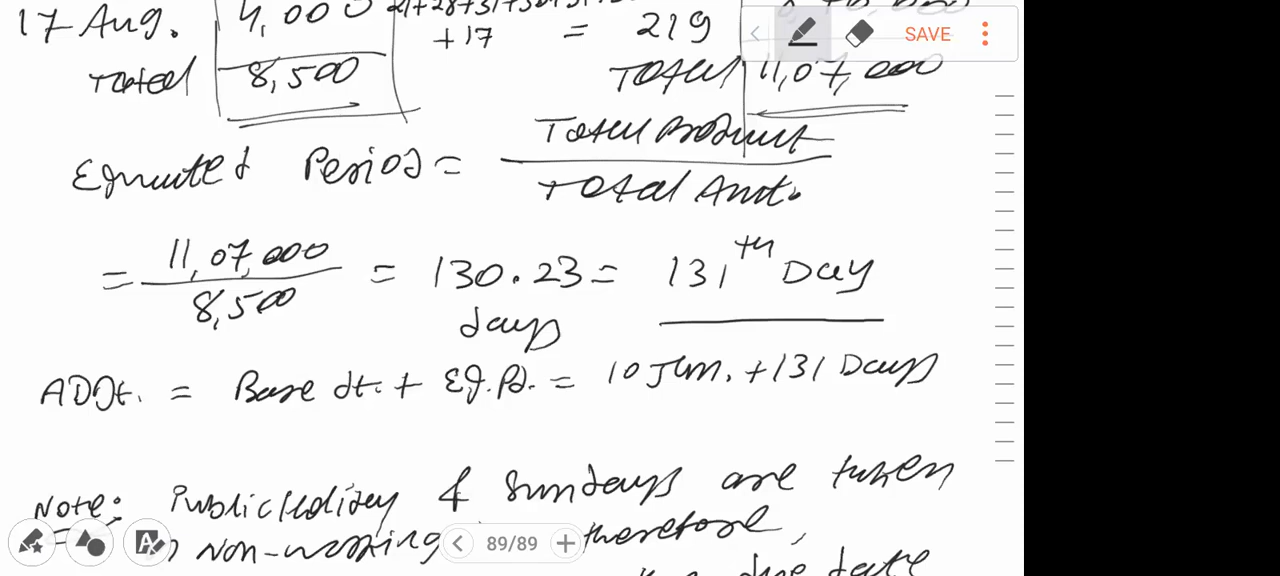 17 Aug. 4,000 +17 = 219 SAVE
Total 8,500 Total 11,07,000
Equated Period = Total Product
Total Amt.
= 11,07,000 = 130.23 = 131th Day
8,500 days
ADDt. = Base dt. + Eq.Pd. = 10 Jan. + 131 Days
Note: Public Holiday & Sundays are taken
Non-working 89/89 therefore,
due date